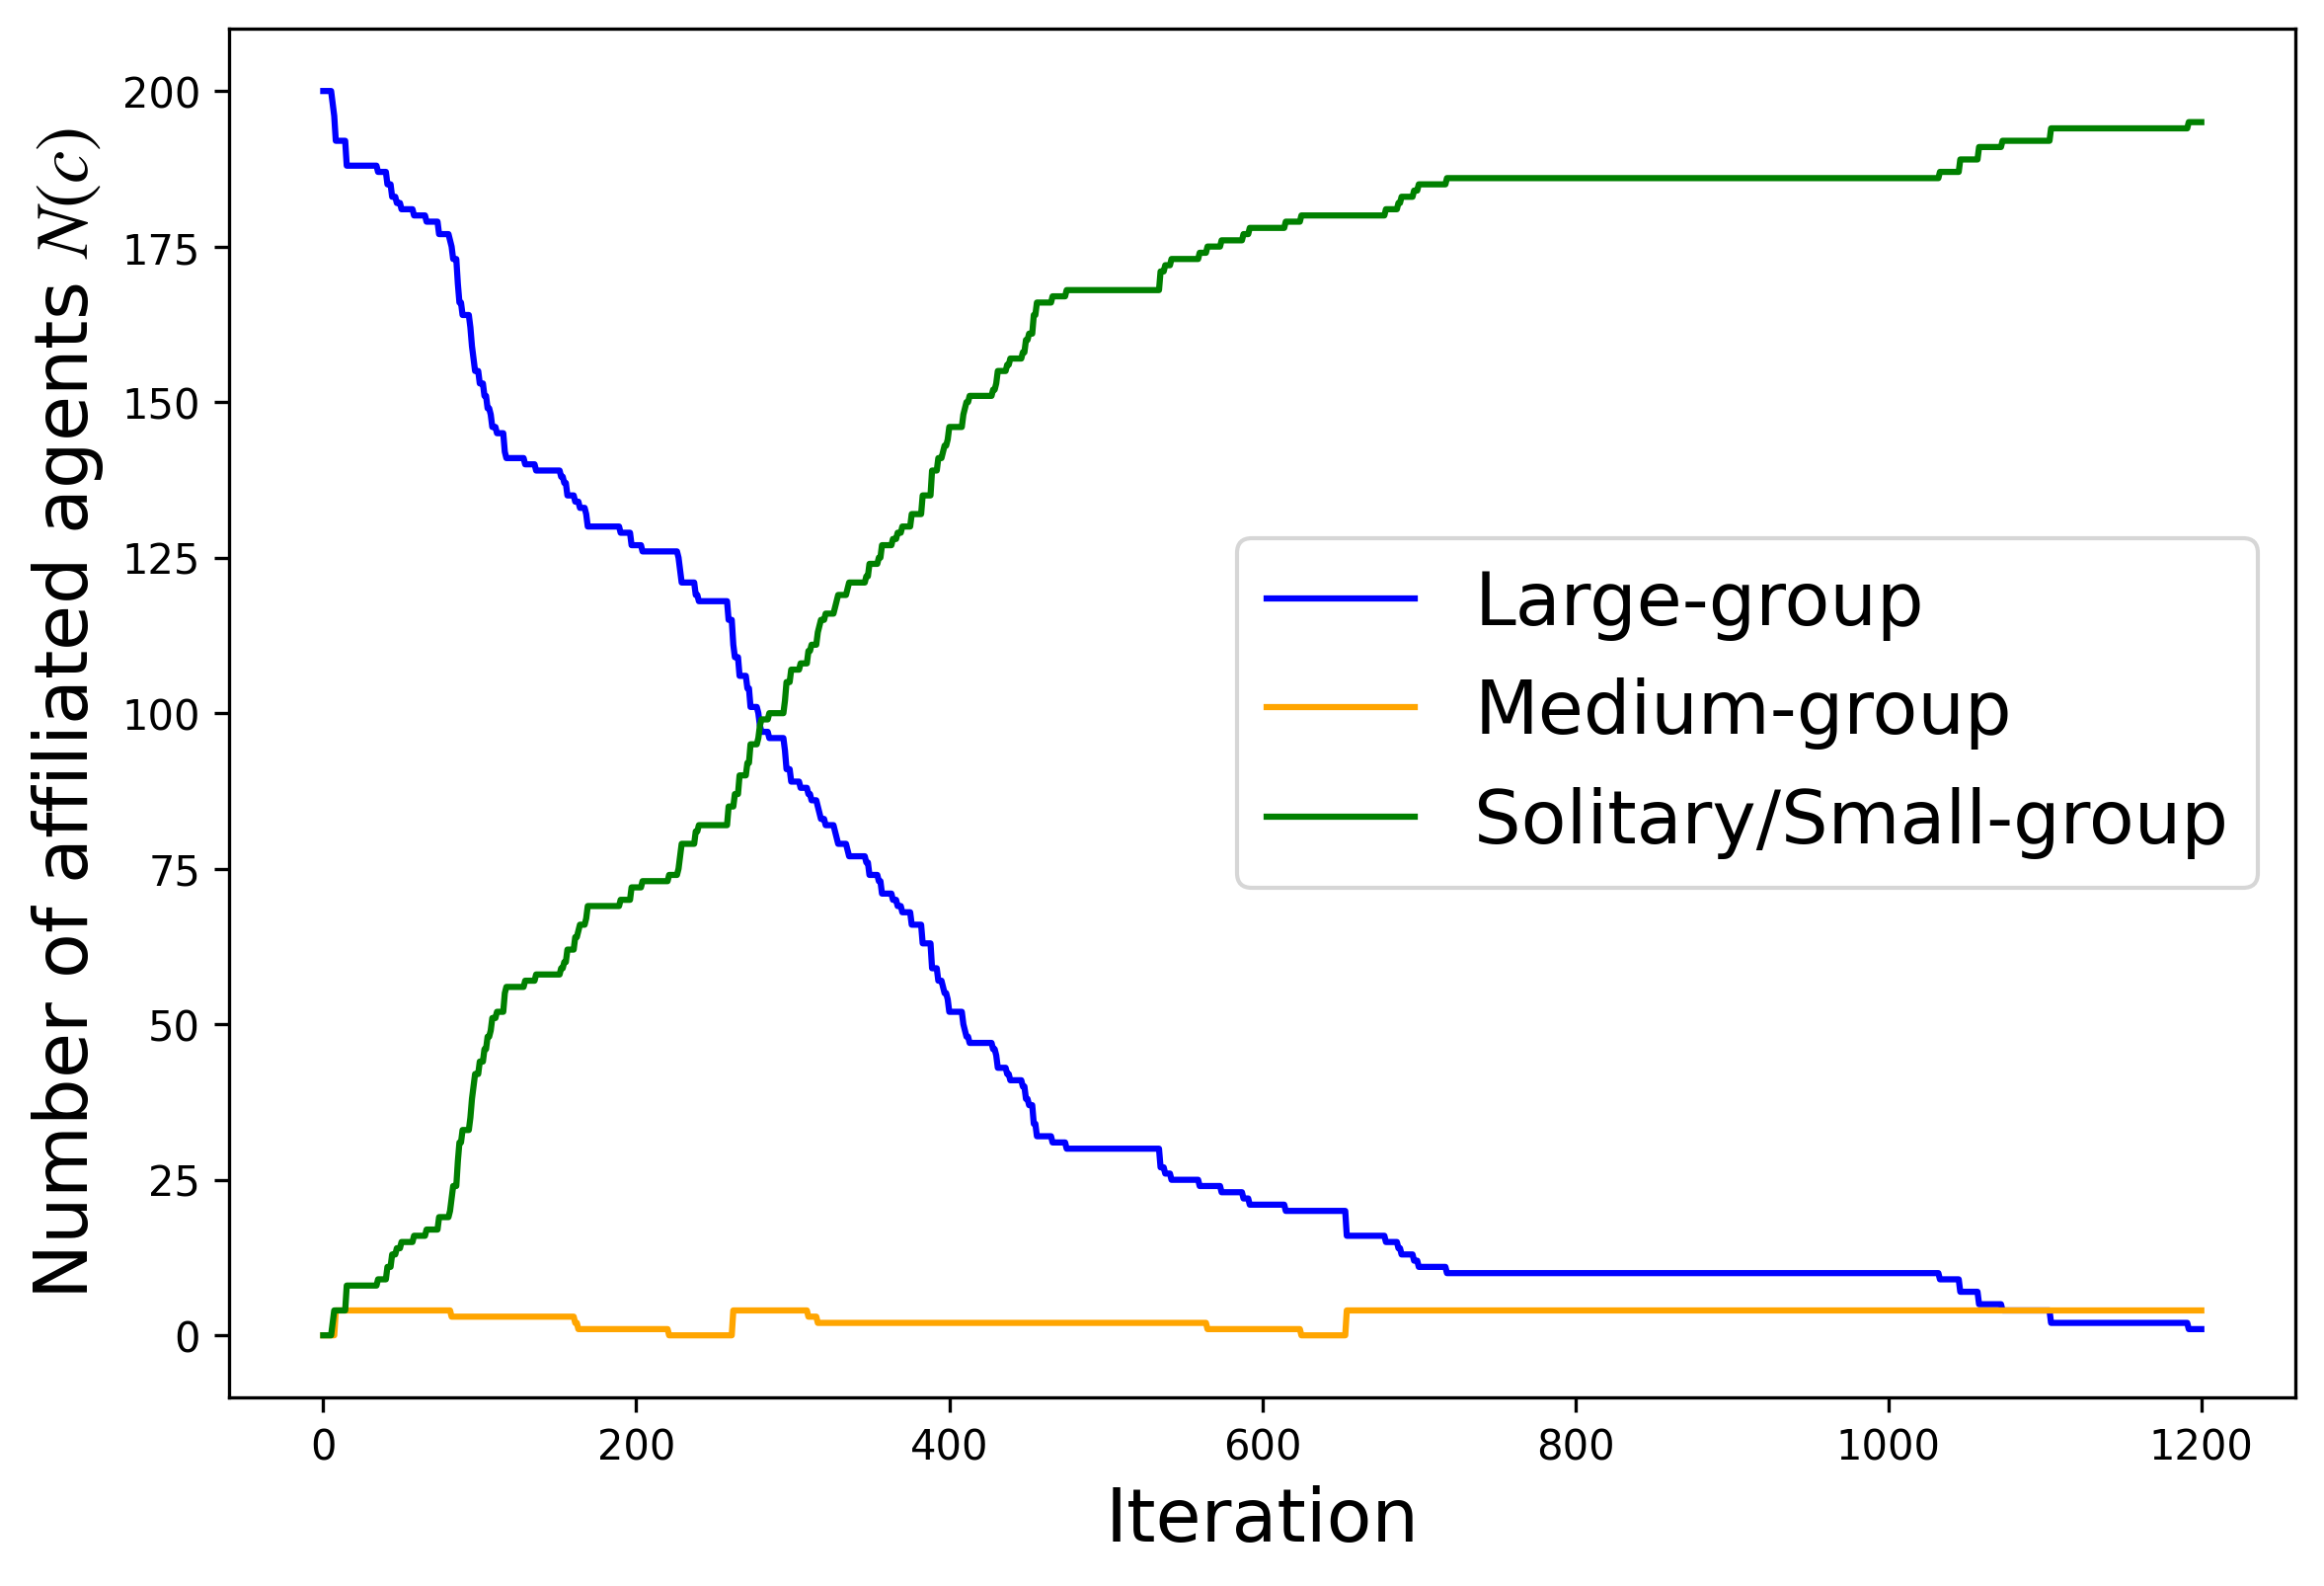 Number of affiliated agents N(c)
200
175
150
125
100
75
50
25
0
Large-group
Medium-group
Solitary/Small-group
0 200 400 600 800 1000 1200
Iteration